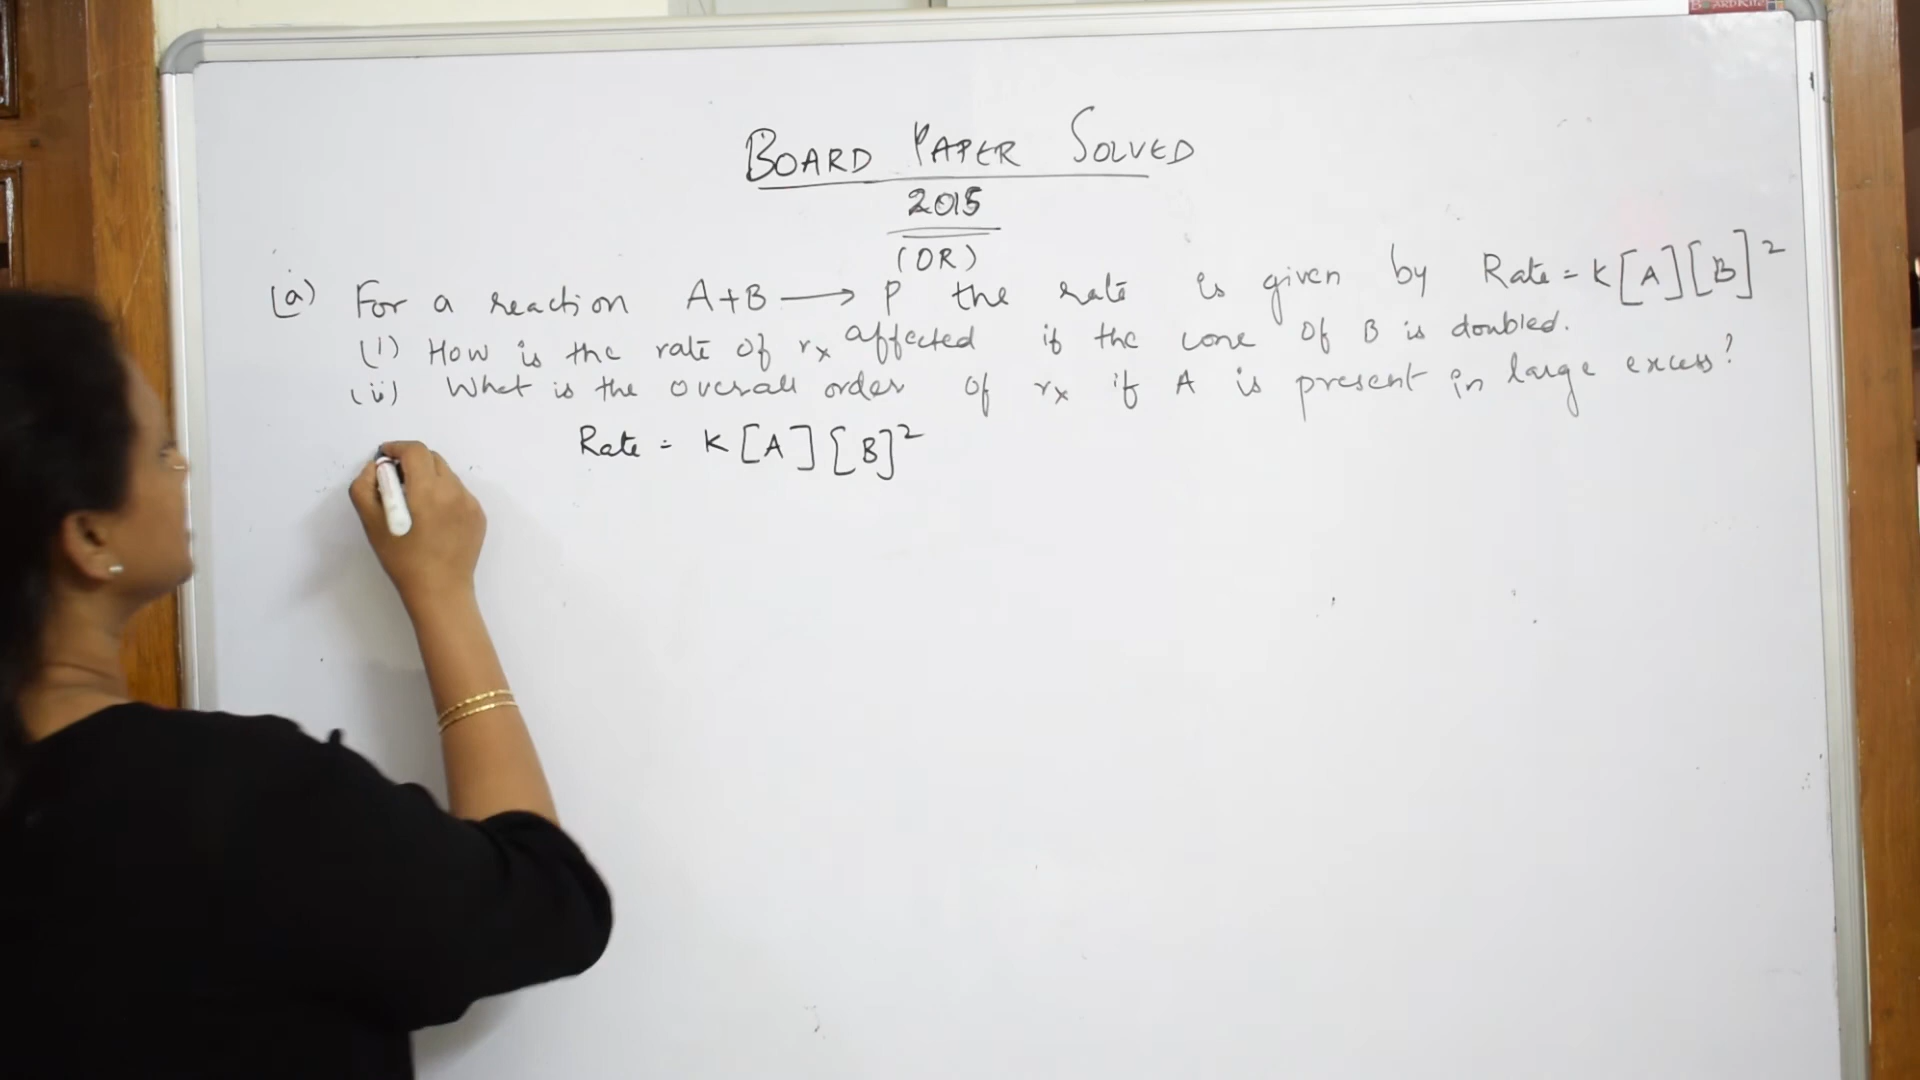 BOARD PAPER SOLVED
2015
(OR)
(a) For a reaction A+B ⟶ P the rate is given by Rate = K[A][B]²
(i) How is the rate of rx affected if the conc of B is doubled.
(ii) What is the overall order of rx if A is present in large excess?
Rate = K[A][B]²